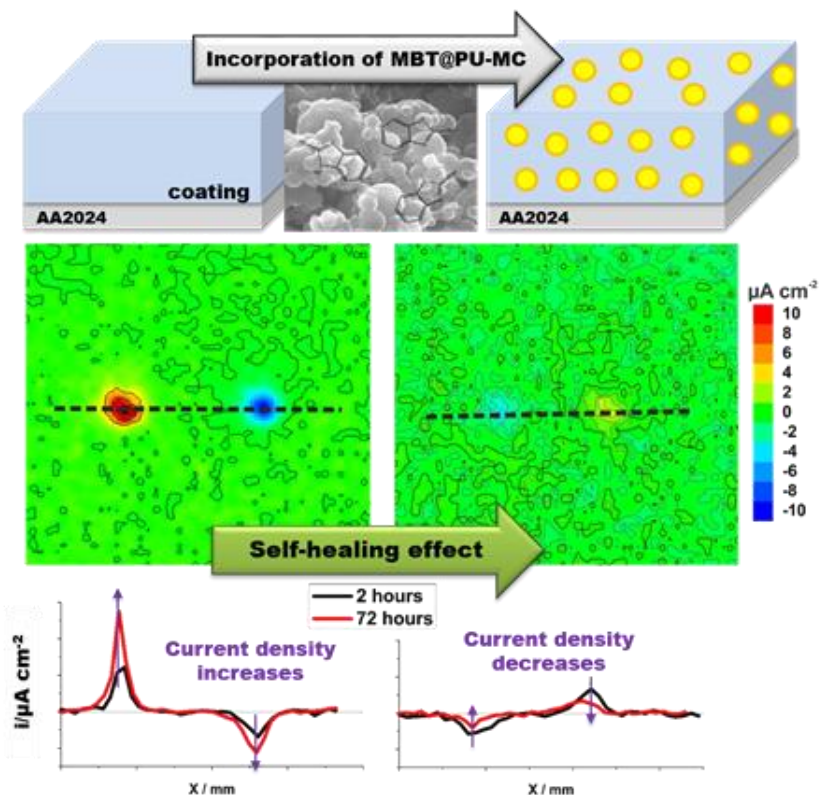 Incorporation of MBT@PU-MC
coating
AA2024
AA2024
µA cm-2
10
8
6
4
2
0
-2
-4
-6
-8
-10
Self-healing effect
2 hours
72 hours
Current density
increases
Current density
decreases
i/µA cm-2
X / mm
X / mm